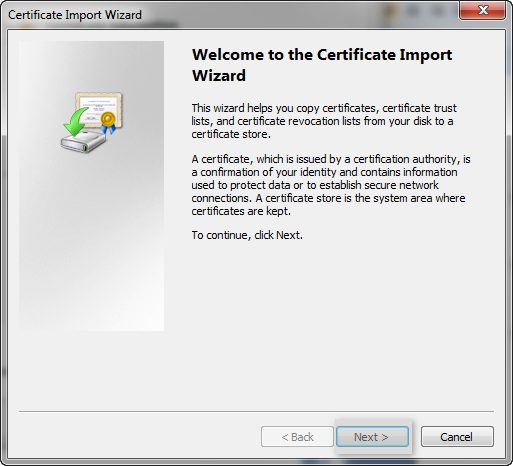 Certificate Import Wizard
Welcome to the Certificate Import
Wizard
This wizard helps you copy certificates, certificate trust
lists, and certificate revocation lists from your disk to a
certificate store.
A certificate, which is issued by a certification authority, is
a confirmation of your identity and contains information
used to protect data or to establish secure network
connections. A certificate store is the system area where
certificates are kept.
To continue, click Next.
< Back
Next >
Cancel